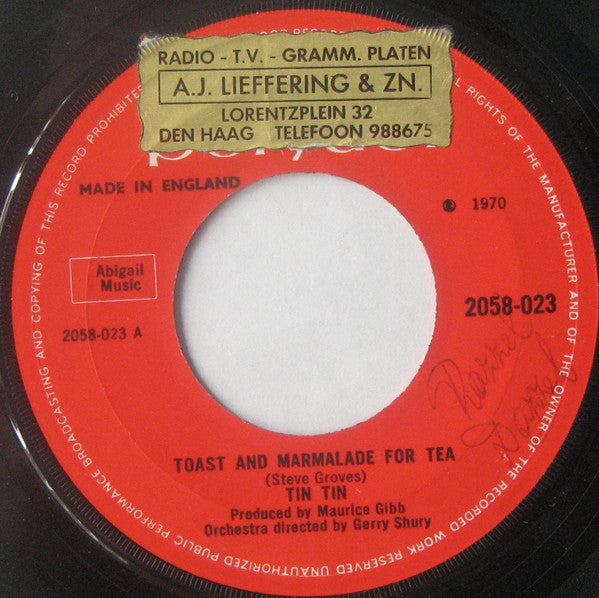 RADIO - T.V. - GRAMM. PLATEN
A.J. LIEFFERING & ZN.
LORENTZPLEIN 32
DEN HAAG TELEFOON 988675
MADE IN ENGLAND
℗ 1970
Abigail
Music
2058-023 A
2058-023
Darrel
TOAST AND MARMALADE FOR TEA
(Steve Groves)
TIN TIN
Produced by Maurice Gibb
Orchestra directed by Gerry Shury
RIGHTS OF THE MANUFACTURER AND OF THE OWNER OF THE RECORDED WORK RESERVED UNAUTHORIZED PUBLIC PERFORMANCE BROADCASTING AND COPYING OF THIS RECORD PROHIBITED